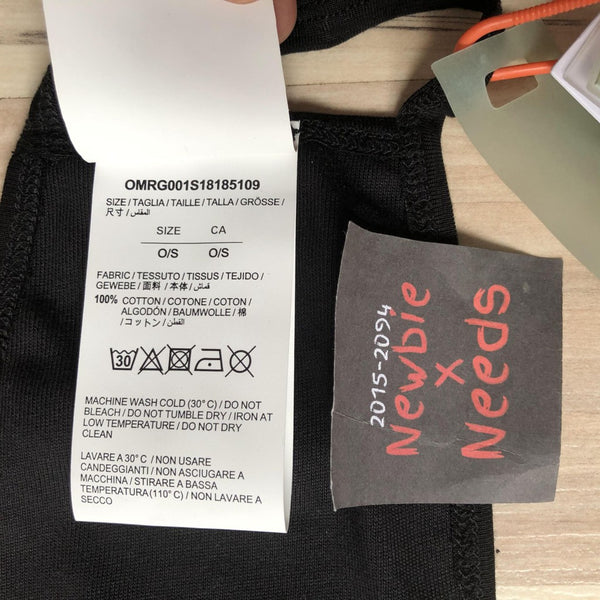 OMRG001S18185109
SIZE / TAGLIA / TAILLE / TALLA / GRÖSSE /
尺寸 / المقاس /
SIZE CA
O/S O/S
FABRIC / TESSUTO / TISSUS / TEJIDO /
GEWEBE / 面料 / 本体 / قماش /
100% COTTON / COTONE / COTON /
ALGODÓN / BAUMWOLLE / 棉
/ コットン / القطن /
30
MACHINE WASH COLD (30°C) / DO NOT
BLEACH / DO NOT TUMBLE DRY / IRON AT
LOW TEMPERATURE / DO NOT DRY
CLEAN
LAVARE A 30°C / NON USARE
CANDEGGIANTI / NON ASCIUGARE A
MACCHINA / STIRARE A BASSA
TEMPERATURA (110°C) / NON LAVARE A
SECCO
2015-2094
Newbie
x
Needs